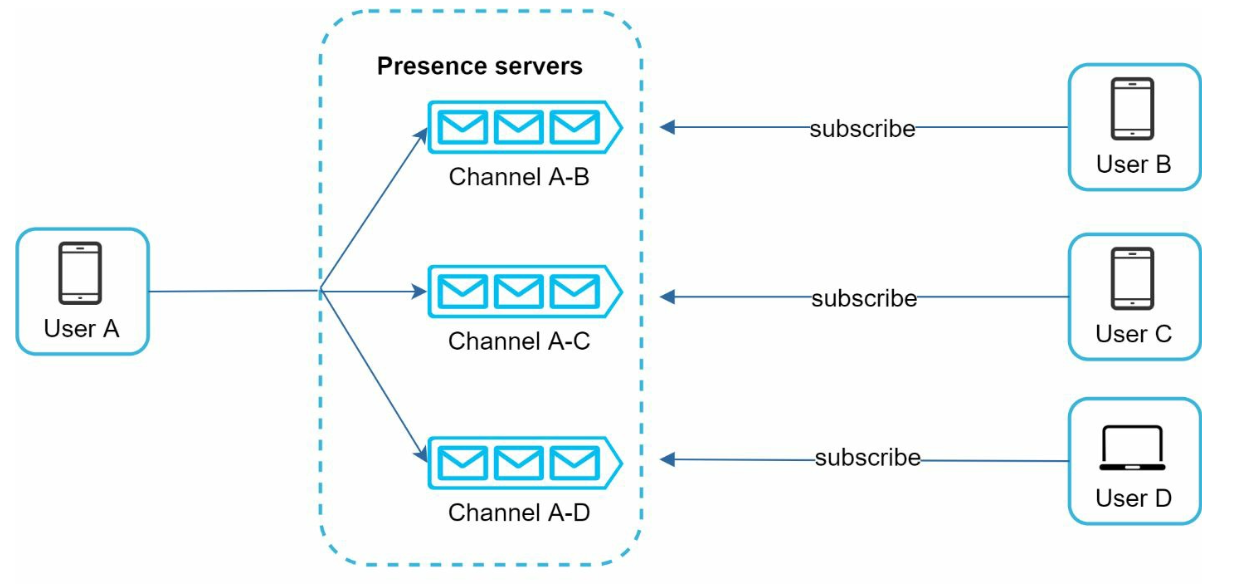 Presence servers
Channel A-B
subscribe
User B
User A
Channel A-C
subscribe
User C
Channel A-D
subscribe
User D